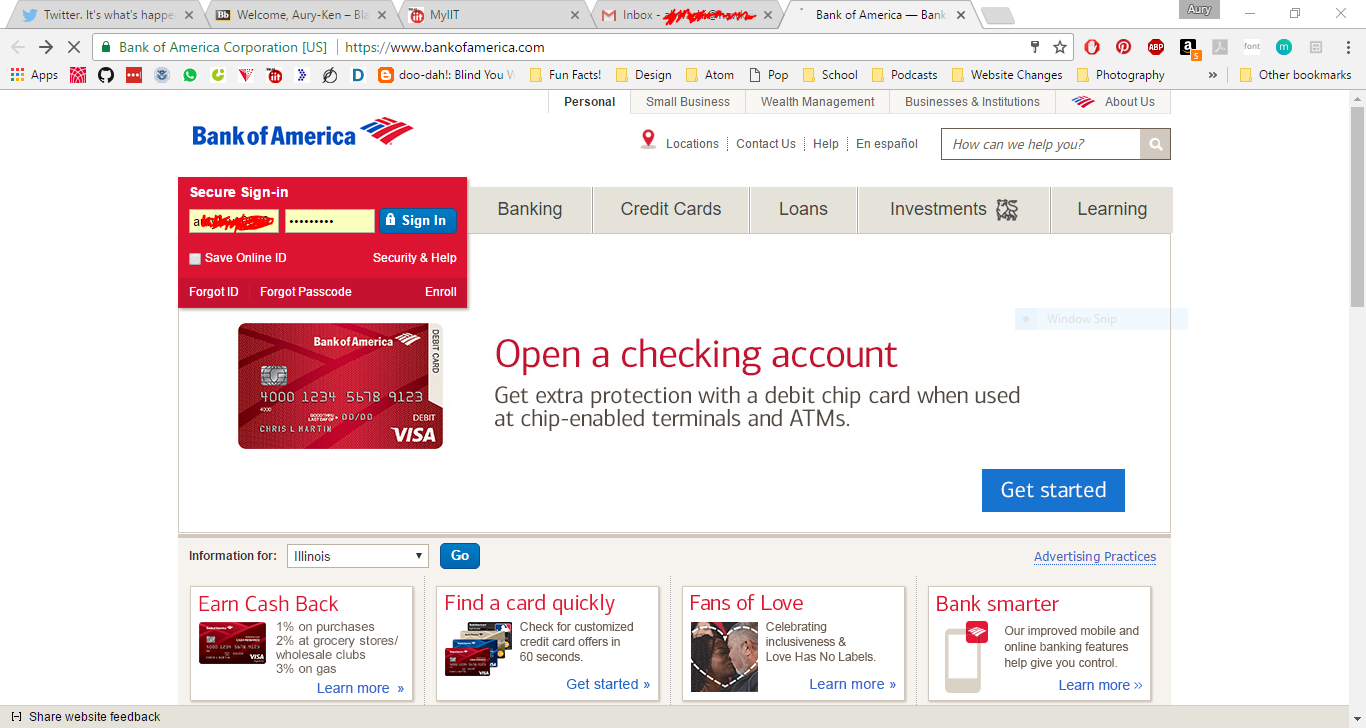 Twitter. It's what's happe
Welcome, Aury-Ken – Bla
MyIIT
Inbox -
Bank of America — Bank
Aury
Bank of America Corporation [US] | https://www.bankofamerica.com
ABP
a
5
font
m
Apps
D
doo-dah!: Blind You W
Fun Facts!
Design
Atom
Pop
School
Podcasts
Website Changes
Photography
»
Other bookmarks
Personal
Small Business
Wealth Management
Businesses & Institutions
About Us
Bank of America
Locations
Contact Us
Help
En español
How can we help you?
Secure Sign-in
Sign In
Save Online ID
Security & Help
Forgot ID
Forgot Passcode
Enroll
Banking
Credit Cards
Loans
Investments
Learning
Window Snip
Bank of America
DEBIT CARD
4000 1234 5678 9123
4000
GOOD THRU
LAST DAY OF
00/00
DEBIT
CHRIS L MARTIN
VISA
Open a checking account
Get extra protection with a debit chip card when used
at chip-enabled terminals and ATMs.
Get started
Information for:
Illinois
Go
Advertising Practices
Earn Cash Back
1% on purchases
2% at grocery stores/
wholesale clubs
3% on gas
Learn more »
Find a card quickly
Check for customized
credit card offers in
60 seconds.
Get started »
Fans of Love
Celebrating
inclusiveness &
Love Has No Labels.
Learn more »
Bank smarter
Our improved mobile and
online banking features
help give you control.
Learn more »
[-] Share website feedback